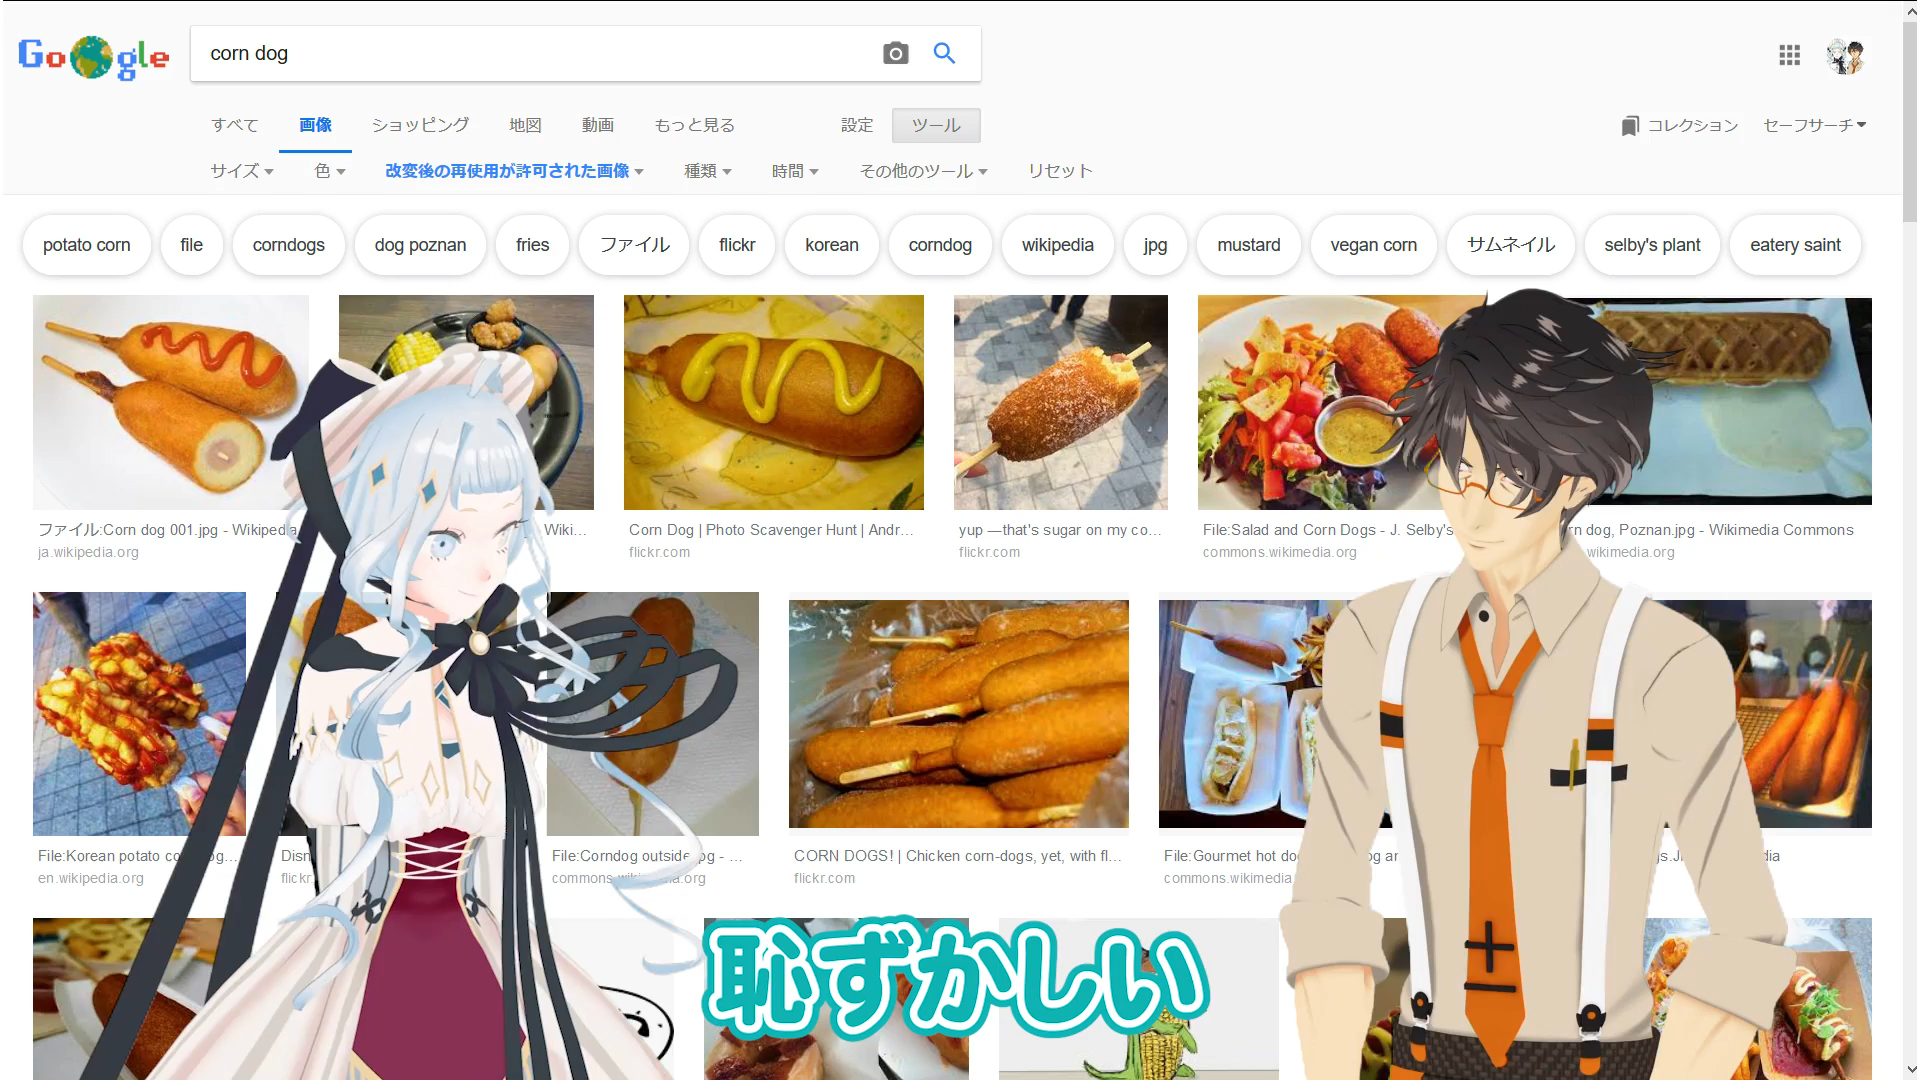 Google
corn dog
すべて 画像 ショッピング 地図 動画 もっと見る 設定 ツール コレクション セーフサーチ
サイズ 色 改変後の再使用が許可された画像 種類 時間 その他のツール リセット
potato corn file corndogs dog poznan fries ファイル flickr korean corndog wikipedia jpg mustard vegan corn サムネイル selby's plant eatery saint
ファイル:Corn dog 001.jpg - Wikipedia Wiki... Corn Dog | Photo Scavenger Hunt | Andr... yup —that's sugar on my co... File:Salad and Corn Dogs - J. Selby's dog, Poznan.jpg - Wikimedia Commons
ja.wikipedia.org flickr.com flickr.com commons.wikimedia.org wikimedia.org
File:Korean potato File:Corndog outside - ... CORN DOGS! | Chicken corn-dogs, yet, with fl... File:Gourmet hot
en.wikipedia.org flickr commons. .org flickr.com commons.wikimedia
恥ずかしい